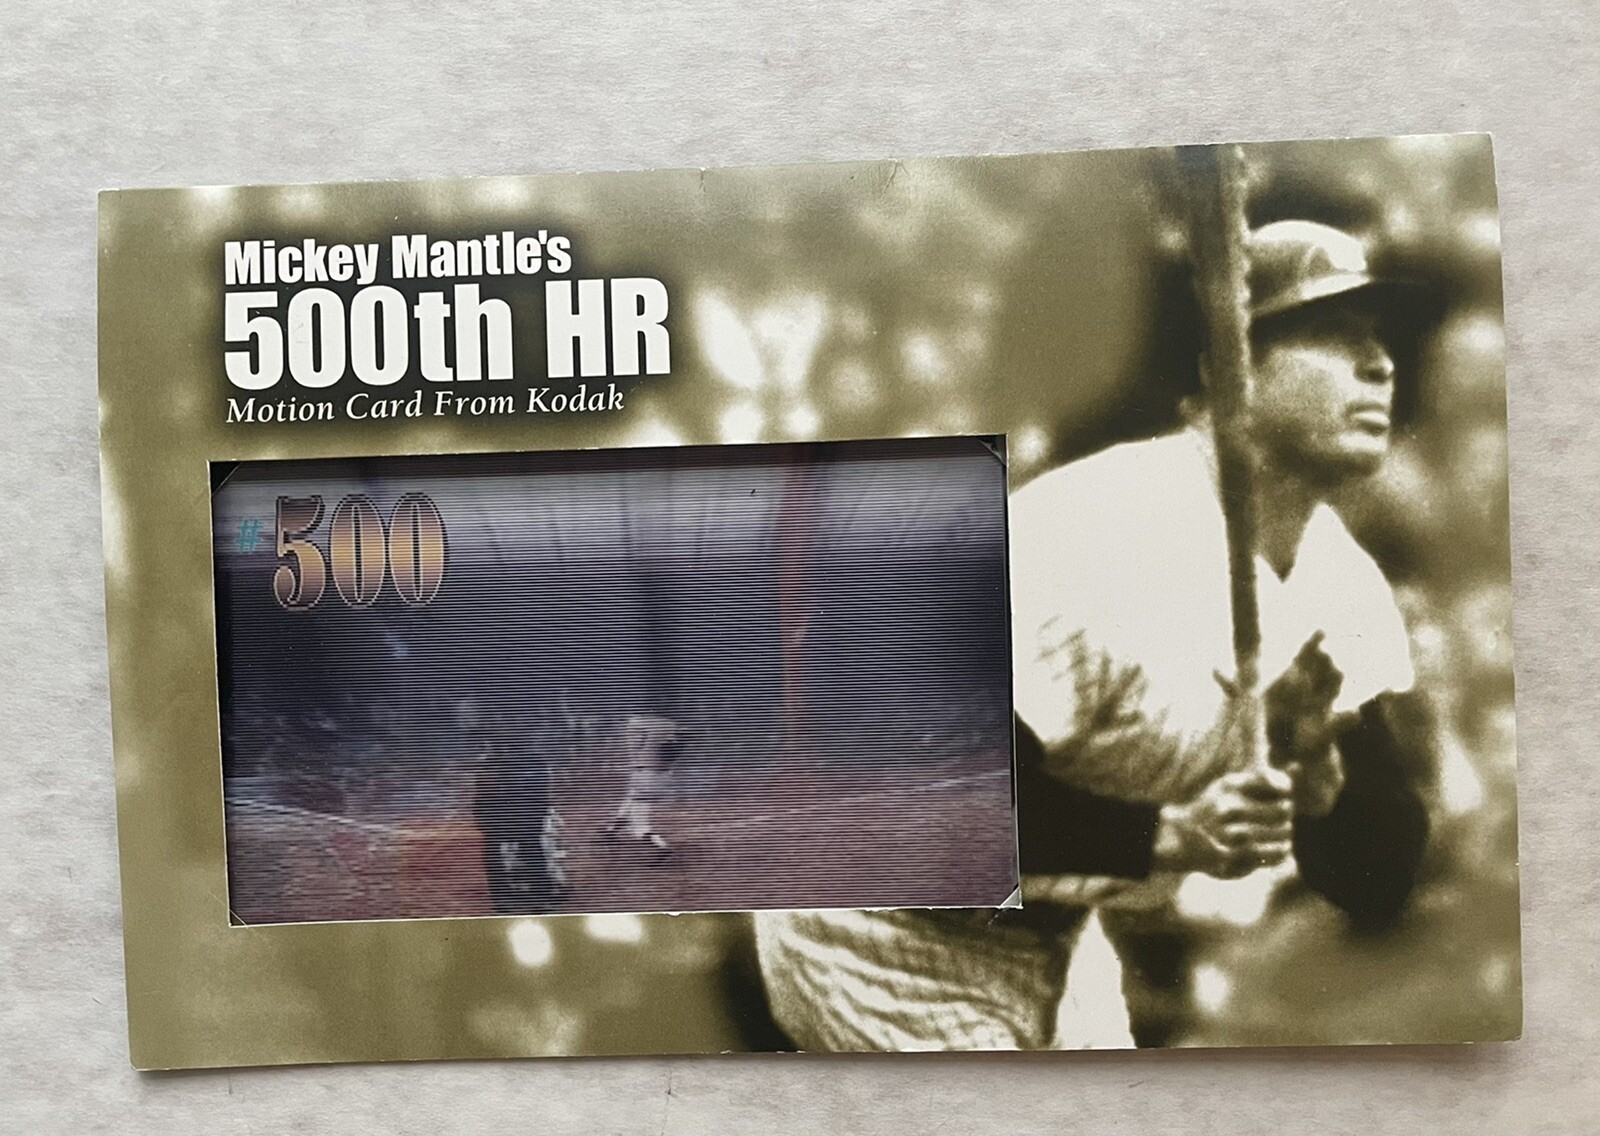 Mickey Mantle's
500th HR
Motion Card From Kodak
#500